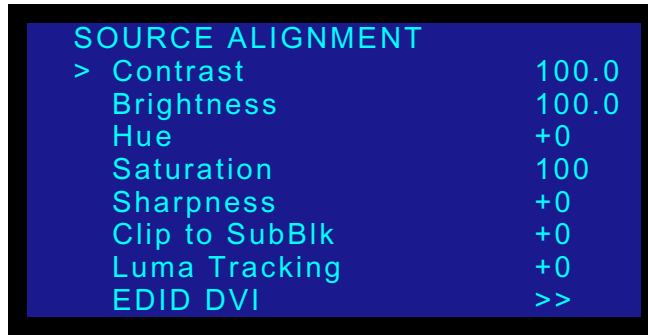 SOURCE ALIGNMENT
> Contrast 100.0
Brightness 100.0
Hue +0
Saturation 100
Sharpness +0
Clip to SubBlk +0
Luma Tracking +0
EDID DVI >>